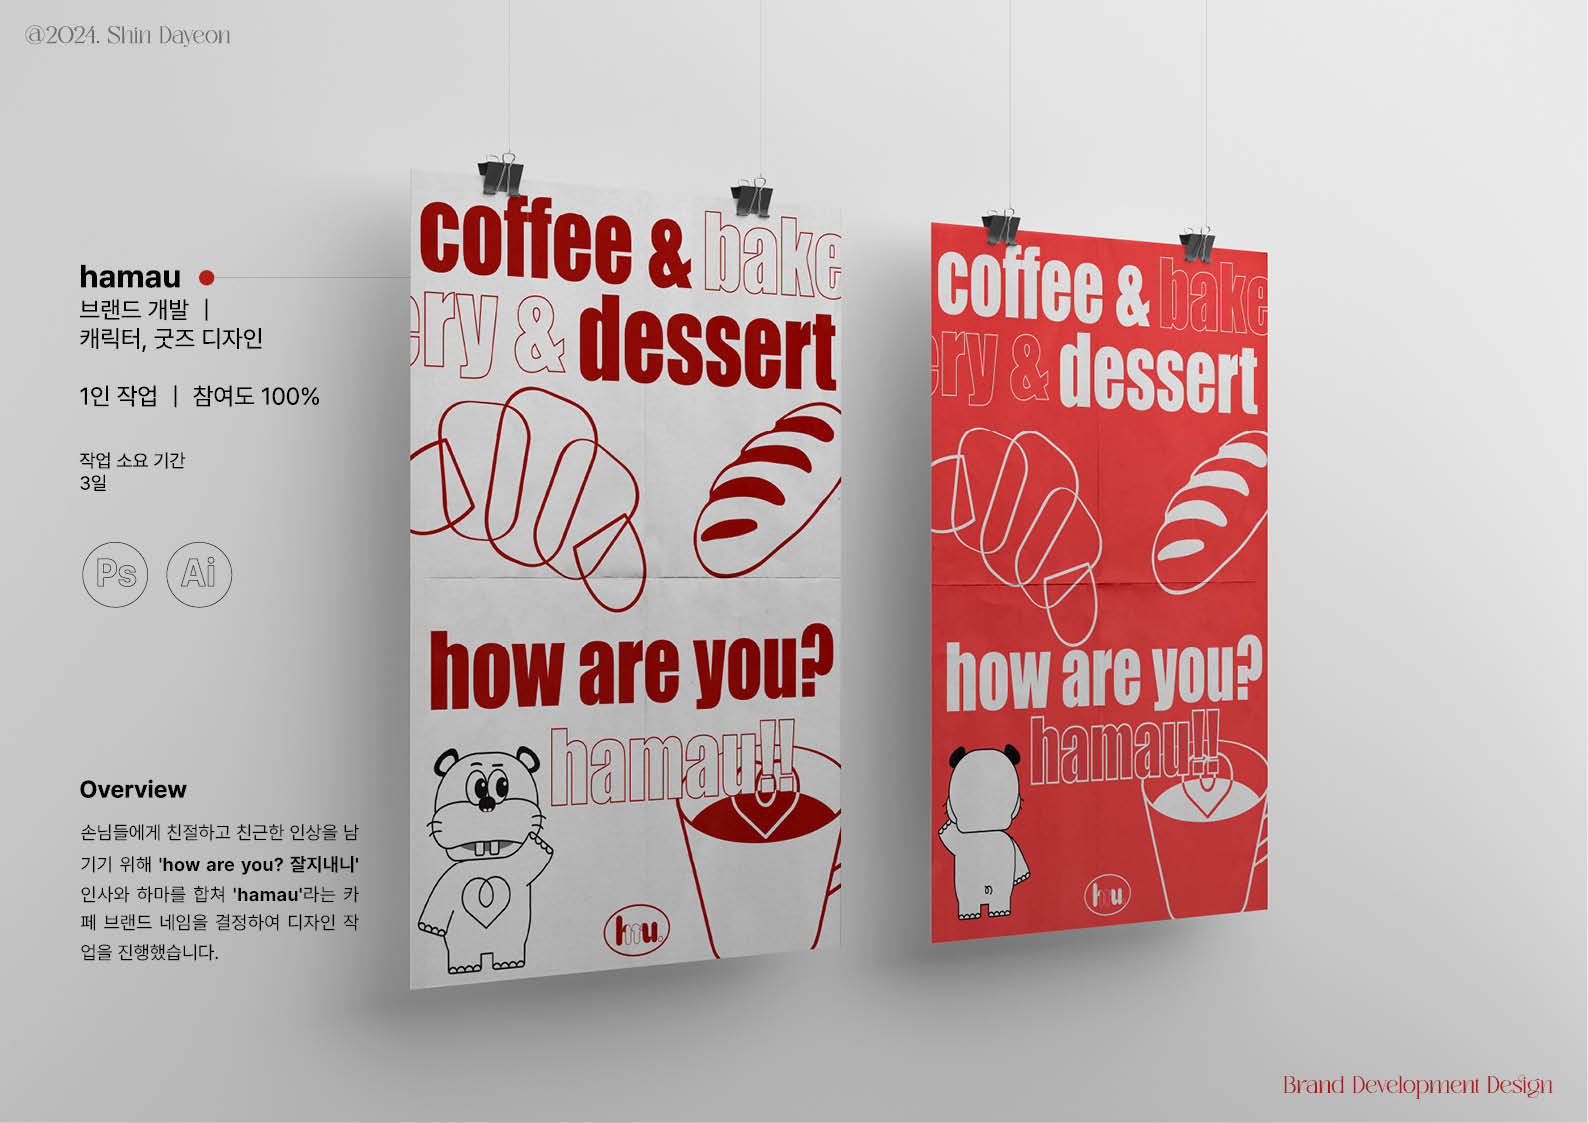 @2024. Shin Dayeon
hamau
브랜드 개발 |
캐릭터, 굿즈 디자인
1인 작업 | 참여도 100%
작업 소요 기간
3일
Ps Ai
Overview
손님들에게 친절하고 친근한 인상을 남
기기 위해 'how are you? 잘지내니'
인사와 하마를 합쳐 'hamau'라는 카
페 브랜드 네임을 결정하여 디자인 작
업을 진행했습니다.
coffee & bake
ery & dessert
how are you?
hamau!!
hmu.
coffee & bake
ery & dessert
how are you?
hamau!!
hmu.
Brand Development Design